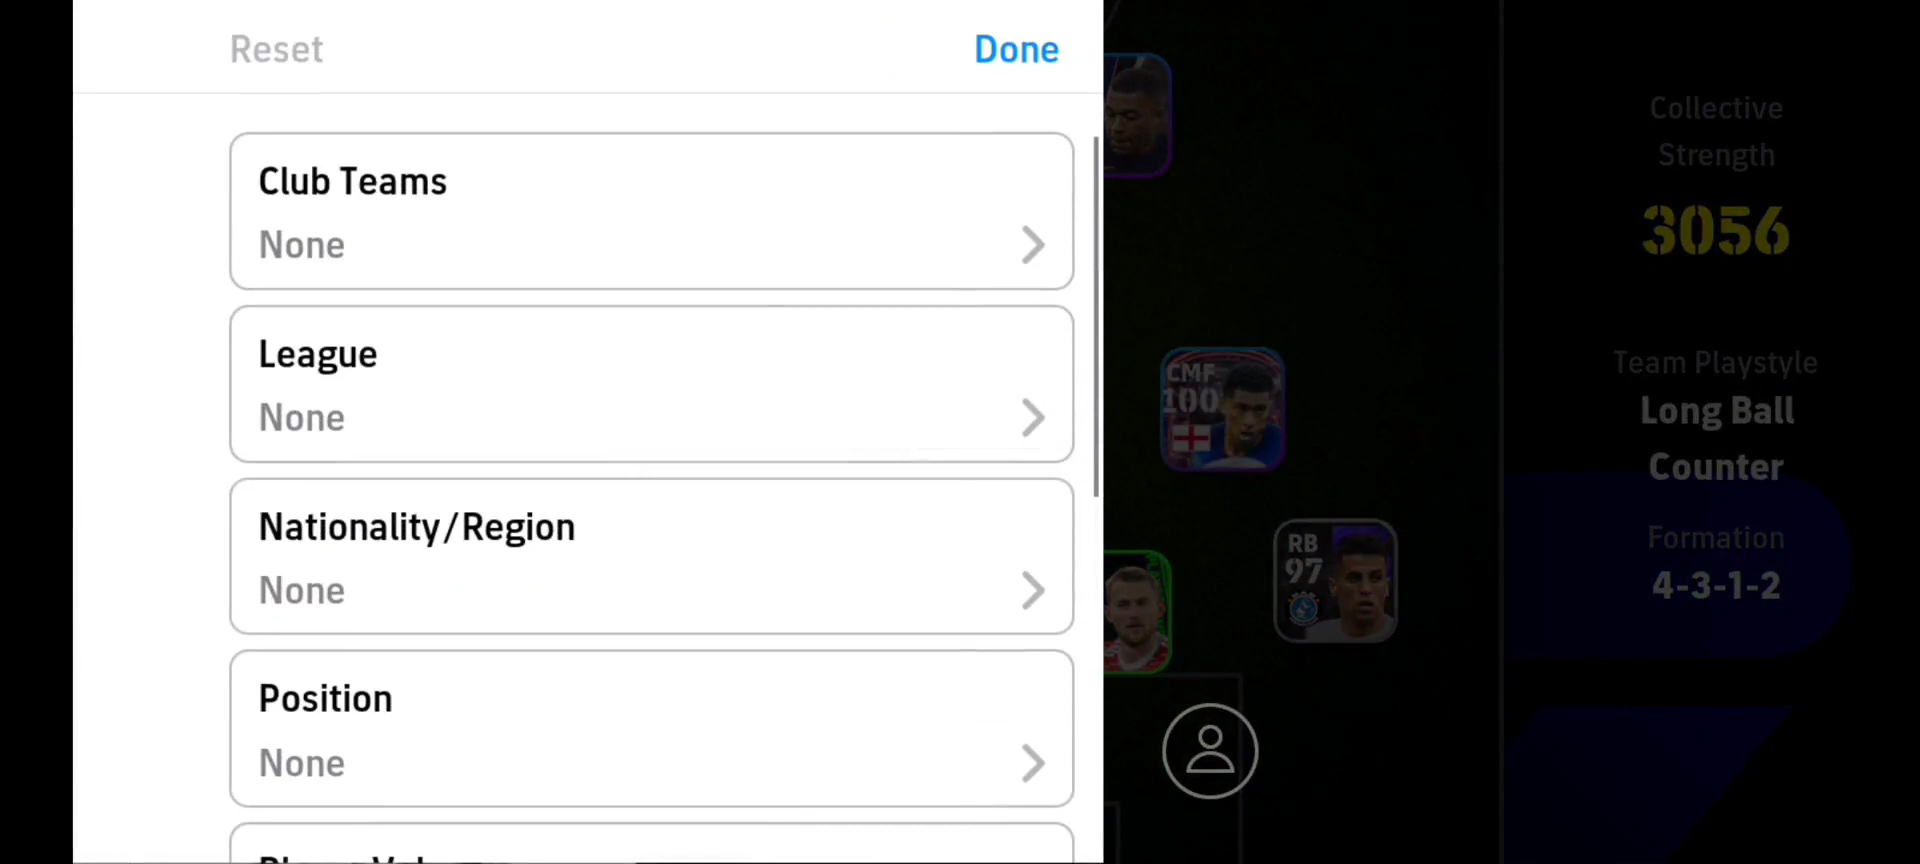 Reset
Done
Club Teams
None
League
None
Nationality/Region
None
Position
None
Collective
Strength
3056
Team Playstyle
Long Ball
Counter
Formation
4-3-1-2
CMF
100
RB
97